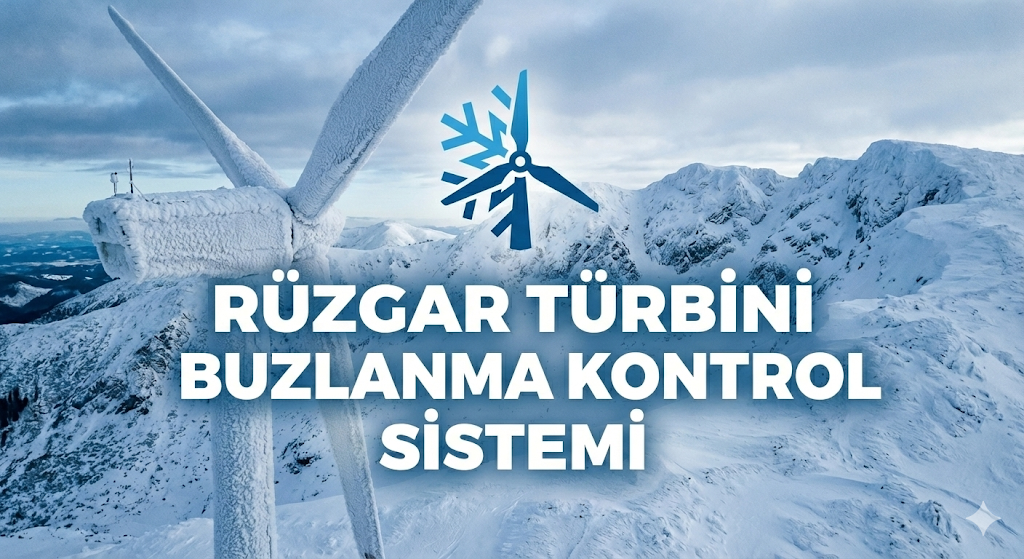 RÜZGAR TÜRBİNİ
BUZLANMA KONTROL
SİSTEMİ